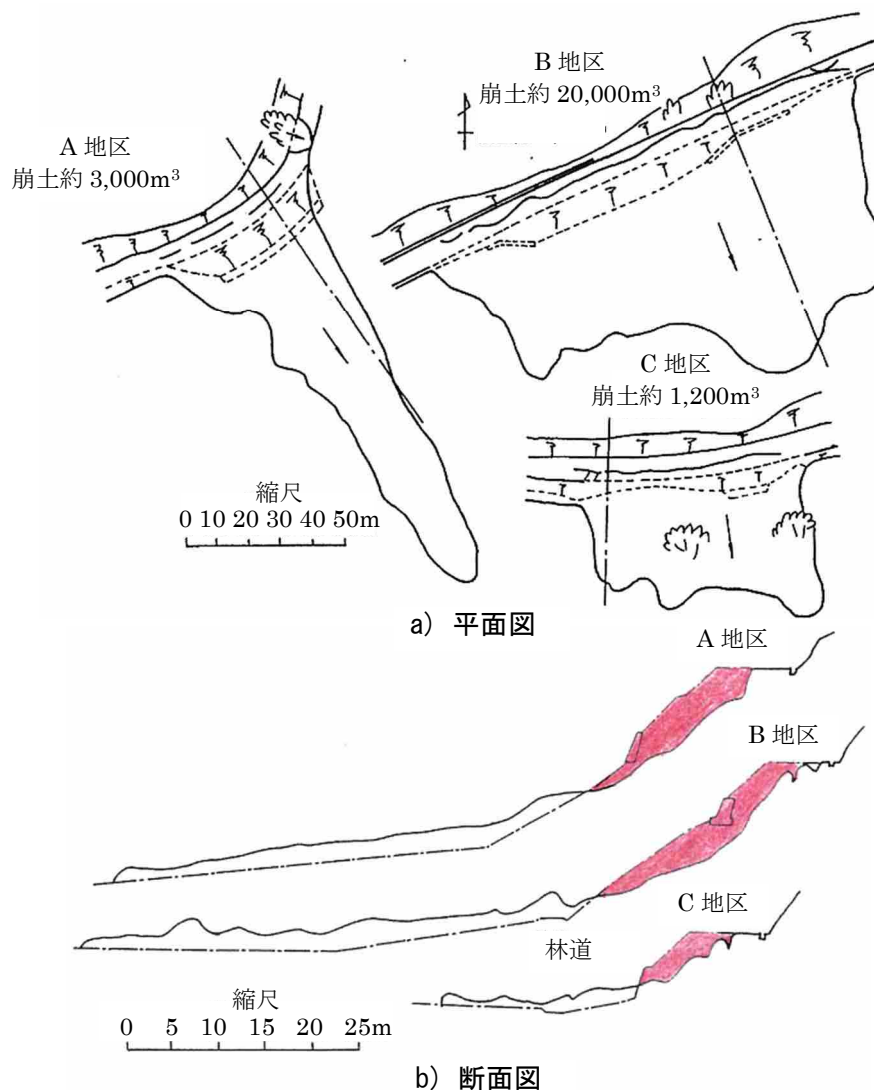 B 地区
崩土約 20,000m³
A 地区
崩土約 3,000m³
C 地区
崩土約 1,200m³
縮尺
0 10 20 30 40 50m
a) 平面図
A 地区
B 地区
C 地区
林道
縮尺
0 5 10 15 20 25m
b) 断面図